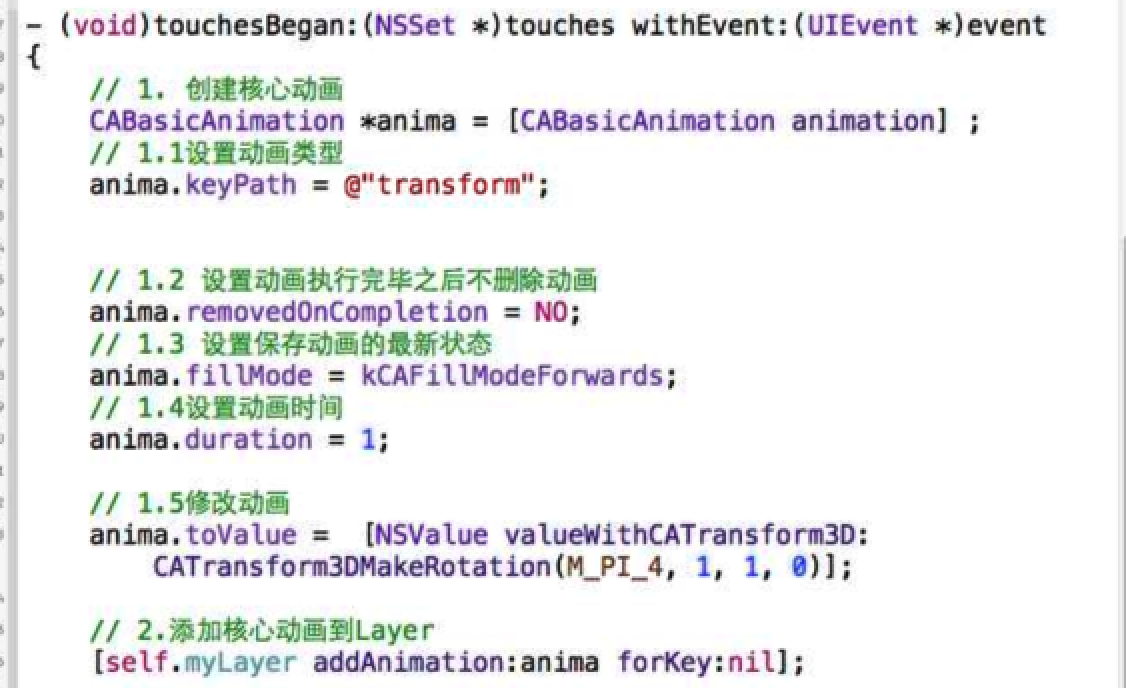 - (void)touchesBegan:(NSSet *)touches withEvent:(UIEvent *)event
{
// 1. 创建核心动画
CABasicAnimation *anima = [CABasicAnimation animation] ;
// 1.1设置动画类型
anima.keyPath = @"transform";
// 1.2 设置动画执行完毕之后不删除动画
anima.removedOnCompletion = NO;
// 1.3 设置保存动画的最新状态
anima.fillMode = kCAFillModeForwards;
// 1.4设置动画时间
anima.duration = 1;
// 1.5修改动画
anima.toValue =  [NSValue valueWithCATransform3D:
CATransform3DMakeRotation(M_PI_4, 1, 1, 0)];
// 2.添加核心动画到Layer
[self.myLayer addAnimation:anima forKey:nil];